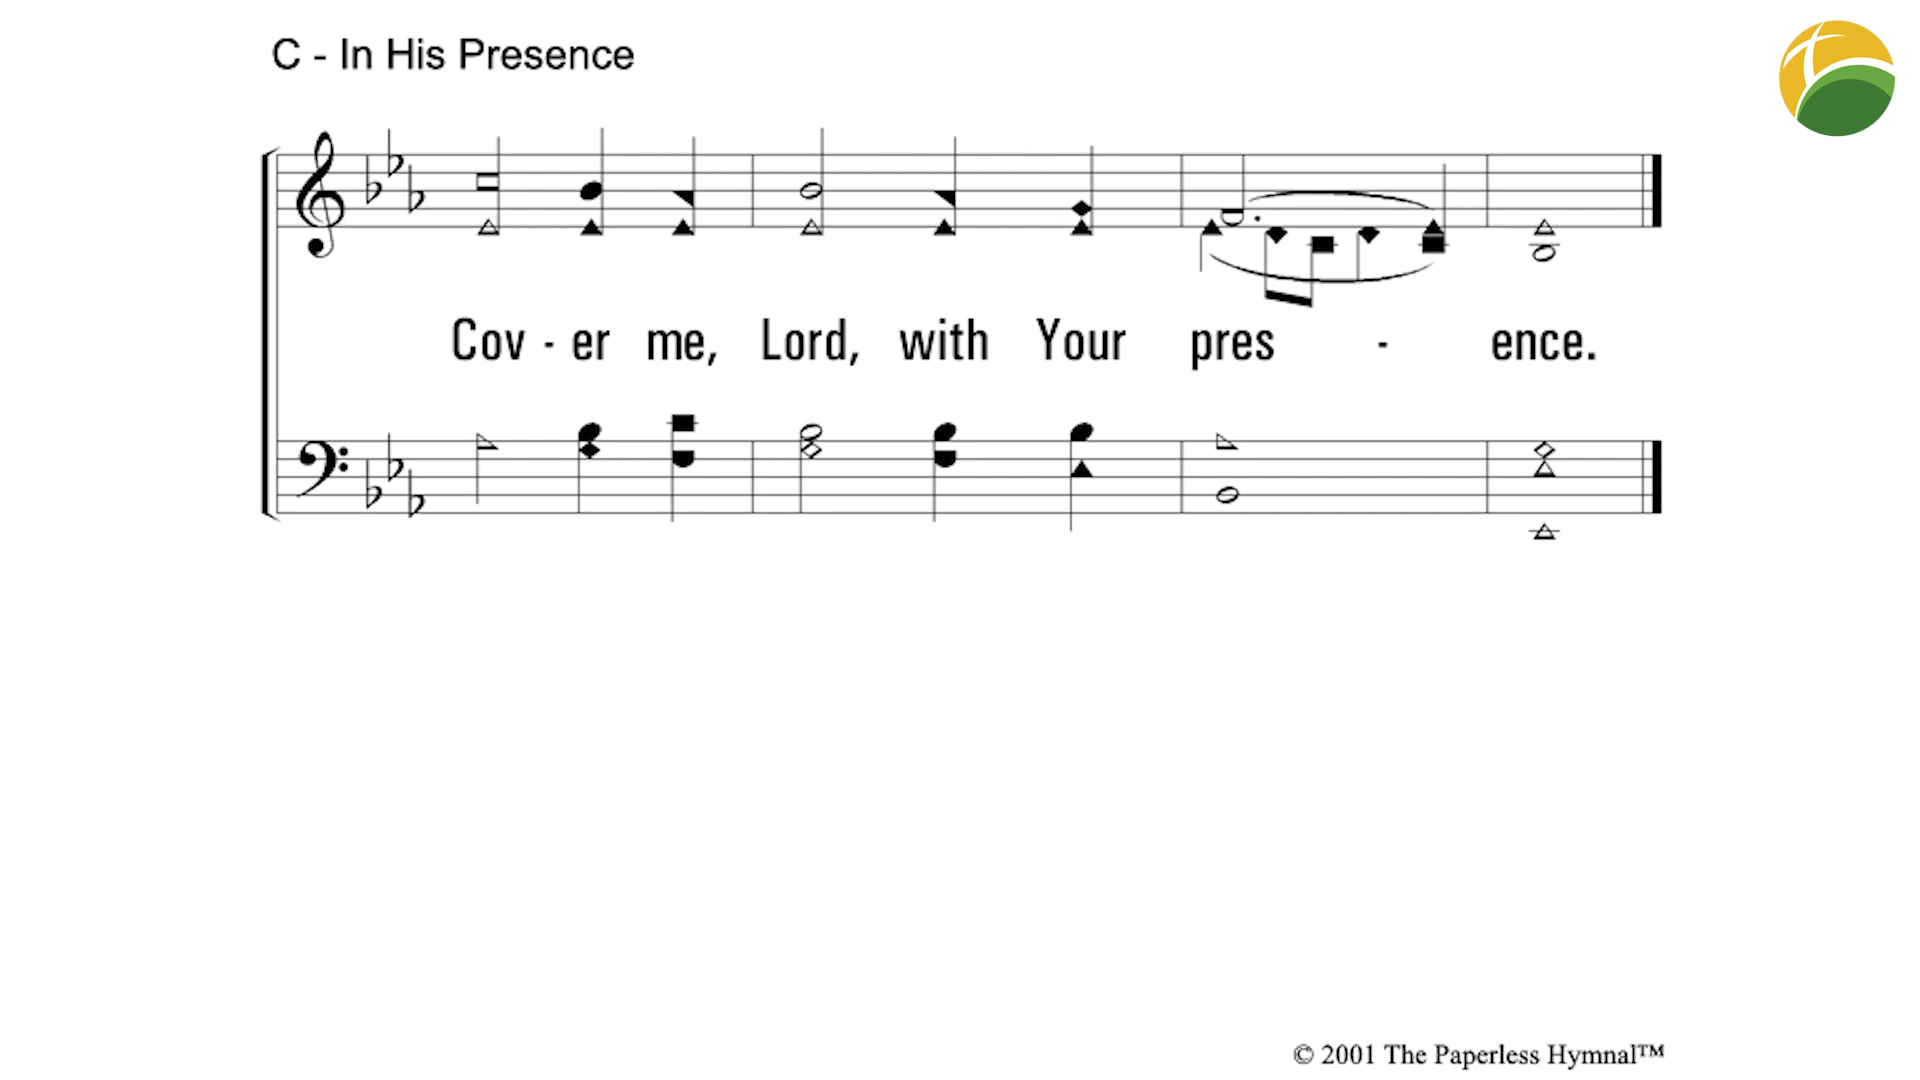 C - In His Presence
Cov - er me, Lord, with Your pres - ence.
© 2001 The Paperless Hymnal™